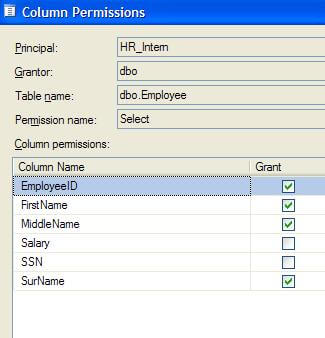 Column Permissions
Principal: HR_Intern
Grantor: dbo
Table name: dbo.Employee
Permission name: Select
Column permissions:
Column Name Grant
EmployeeID
FirstName
MiddleName
Salary
SSN
SurName